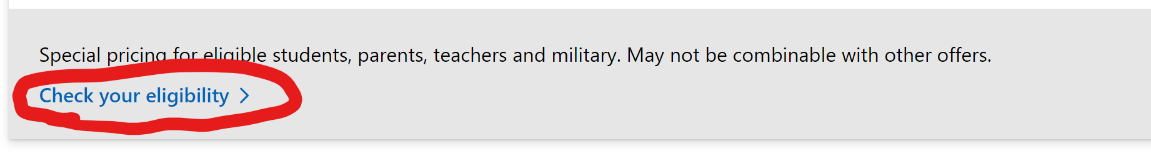 Special pricing for eligible students, parents, teachers and military. May not be combinable with other offers.
Check your eligibility >